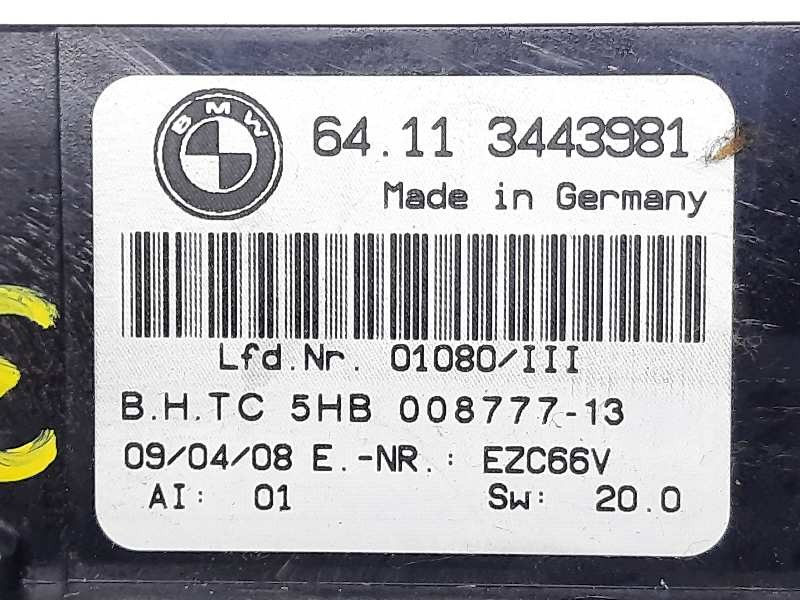 BMW
64.11 3443981
Made in Germany
Lfd.Nr. 01080/III
B.H.TC 5HB 008777-13
09/04/08 E.-NR.: EZC66V
AI: 01 Sw: 20.0